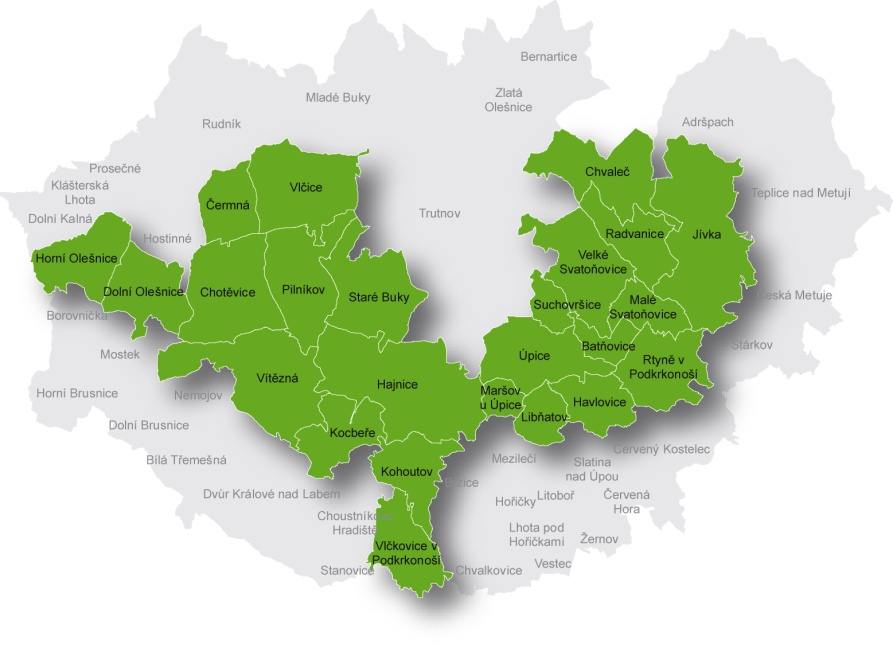 Bernartice
Mladé Buky
Zlatá
Olešnice
Rudník
Adršpach
Prosečné
Klášterská
Lhota
Chvaleč
Vlčice
Teplice nad Metují
Čermná
Trutnov
Dolní Kalná
Hostinné
Radvanice
Jívka
Horní Olešnice
Velké
Svatoňovice
Dolní Olešnice
Chotěvice
Pilníkov
Staré Buky
Suchovršice
Malé
Svatoňovice
Česká Metuje
Borovnička
Batňovice
Stárkov
Mostek
Úpice
Rtyně v
Podkrkonoší
Vítězná
Hajnice
Horní Brusnice
Nemojov
Maršov
u Úpice
Havlovice
Libňatov
Dolní Brusnice
Kocbeře
Červený Kostelec
Bílá Třemešná
Mezilečí
Slatina
nad Úpou
Kohoutov
Dvůr Králové nad Labem
Hořičky
Litoboř
Červená
Hora
Choustníkovo
Hradiště
Lhota pod
Hořičkami
Žernov
Vlčkovice v
Podkrkonoší
Stanovice
Chvalkovice
Vestec